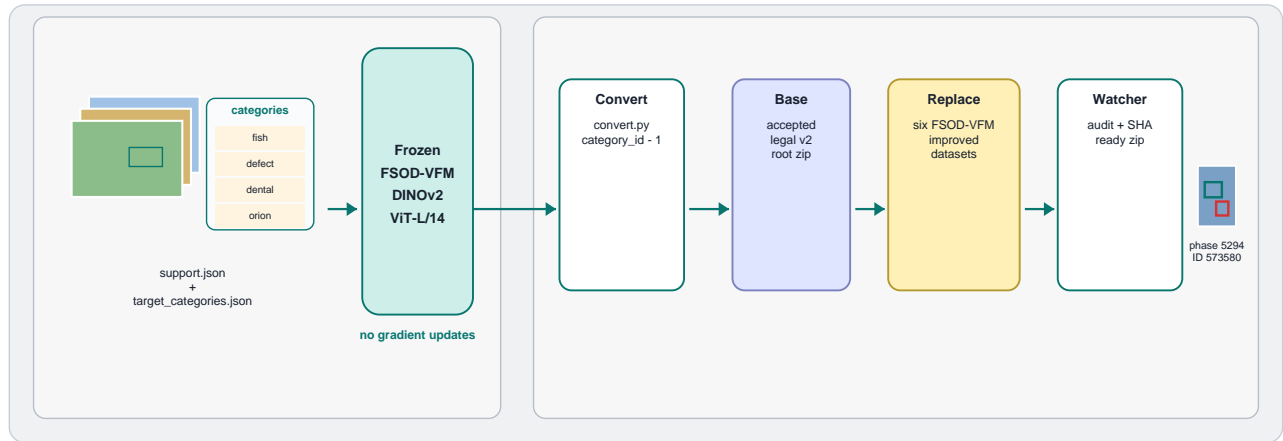 categories
fish
defect
dental
orion
support.json
+
target_categories.json
Frozen
FSOD-VFM
DINOv2
ViT-L/14
no gradient updates
Convert
convert.py
category_id - 1
Base
accepted
legal v2
root zip
Replace
six FSOD-VFM
improved
datasets
Watcher
audit + SHA
ready zip
phase 5294
ID 573580